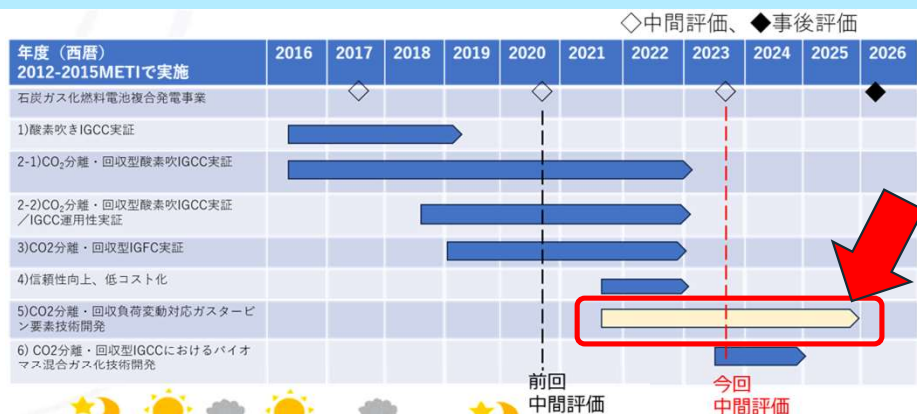 ◇中間評価、◆事後評価
年度（西暦）
2012-2015METIで実施
2016 2017 2018 2019 2020 2021 2022 2023 2024 2025 2026
石炭ガス化燃料電池複合発電事業
1)酸素吹きIGCC実証
2-1)CO₂分離・回収型酸素吹IGCC実証
2-2)CO₂分離・回収型酸素吹IGCC実証
／IGCC運用性実証
3)CO2分離・回収型IGFC実証
4)信頼性向上、低コスト化
5)CO2分離・回収負荷変動対応ガスタービ
ン要素技術開発
6) CO2分離・回収型IGCCにおけるバイオ
マス混合ガス化技術開発
前回
中間評価
今回
中間評価